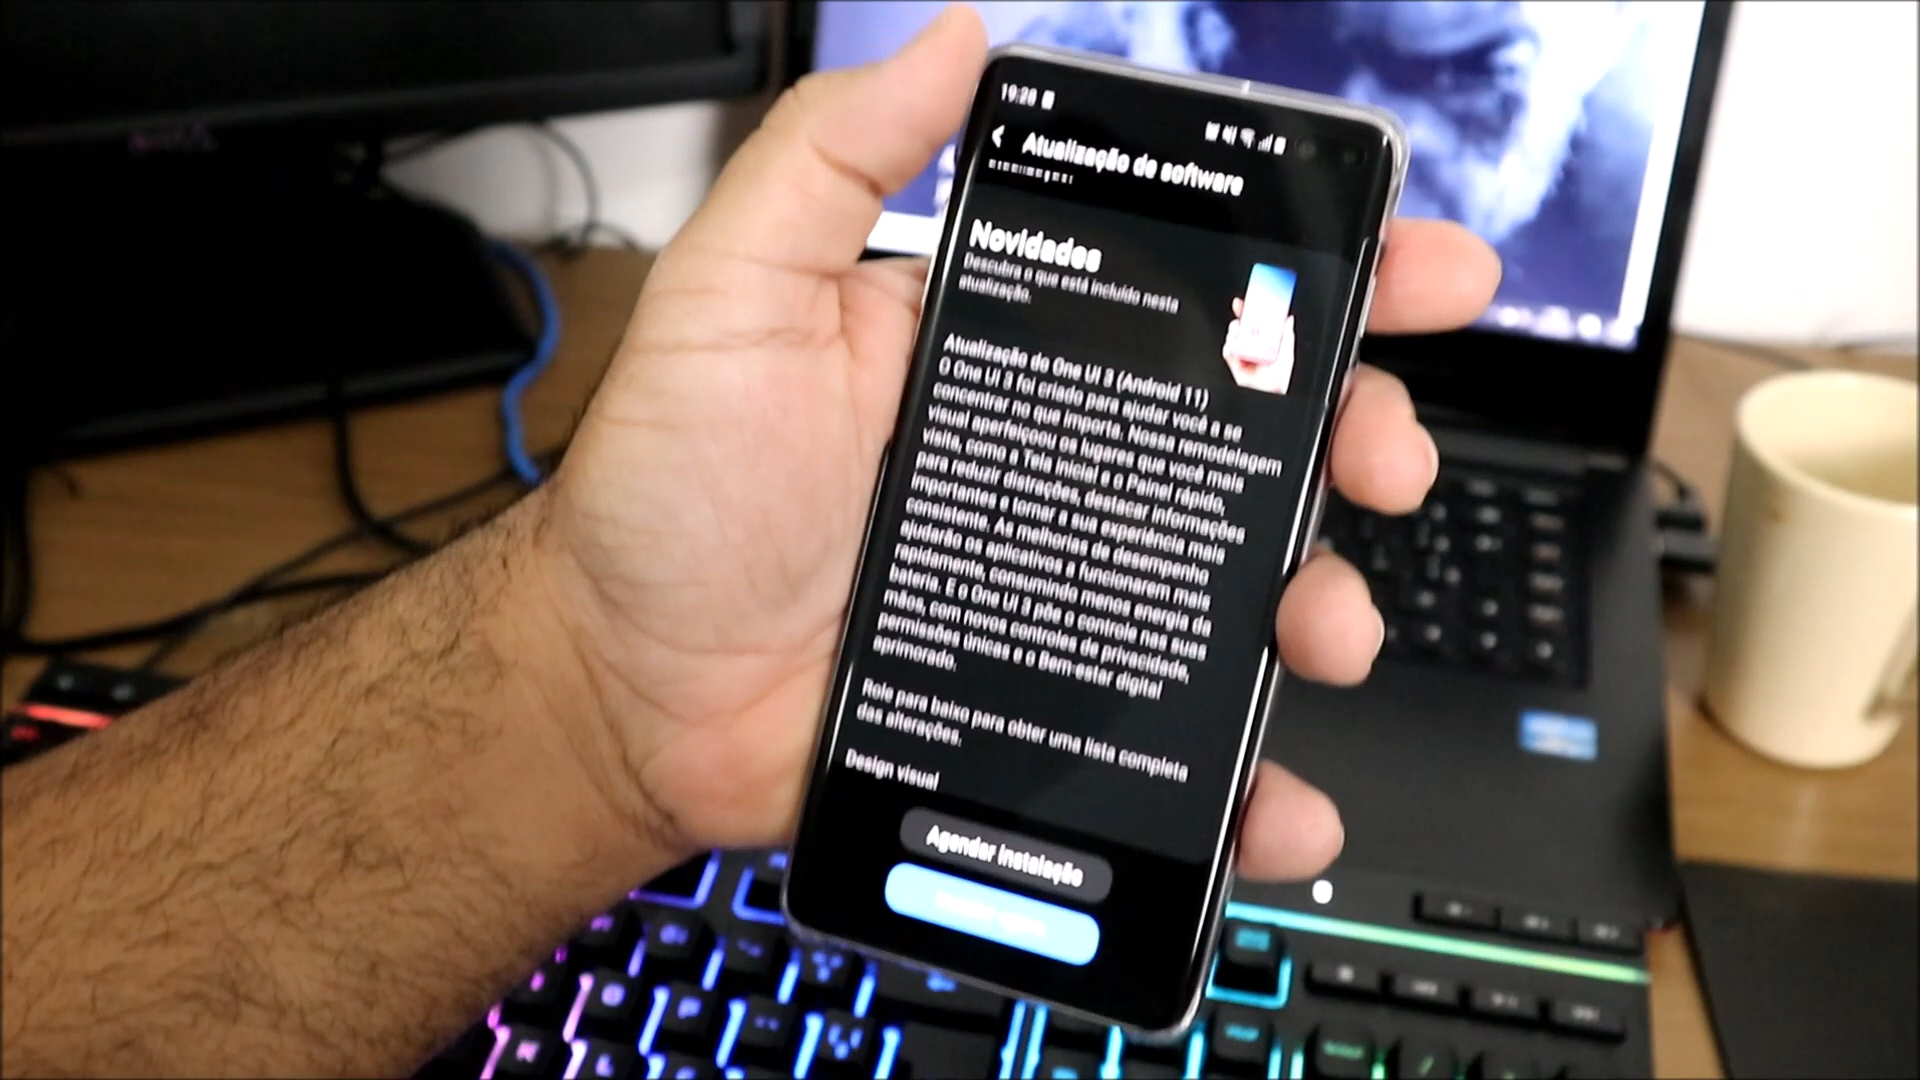 19:28
Atualização de software
Novidades
Descubra o que está incluído nesta
atualização.
Atualização do One UI 3 (Android 11)
O One UI 3 foi criado para ajudar você a se
concentrar no que importa. Nossa remodelagem
visual aperfeiçoou os lugares que você mais
visita, como a Tela inicial e o Painel rápido,
para reduzir distrações, destacar informações
importantes e tornar a sua experiência mais
consistente. As melhorias de desempenho
ajudarão os aplicativos a funcionarem mais
rapidamente, consumindo menos energia da
bateria. E o One UI 3 põe o controle nas suas
mãos, com novos controles de privacidade,
permissões únicas e o Bem-estar digital
aprimorado.
Role para baixo para obter uma lista completa
das alterações.
Design visual
Agendar instalação